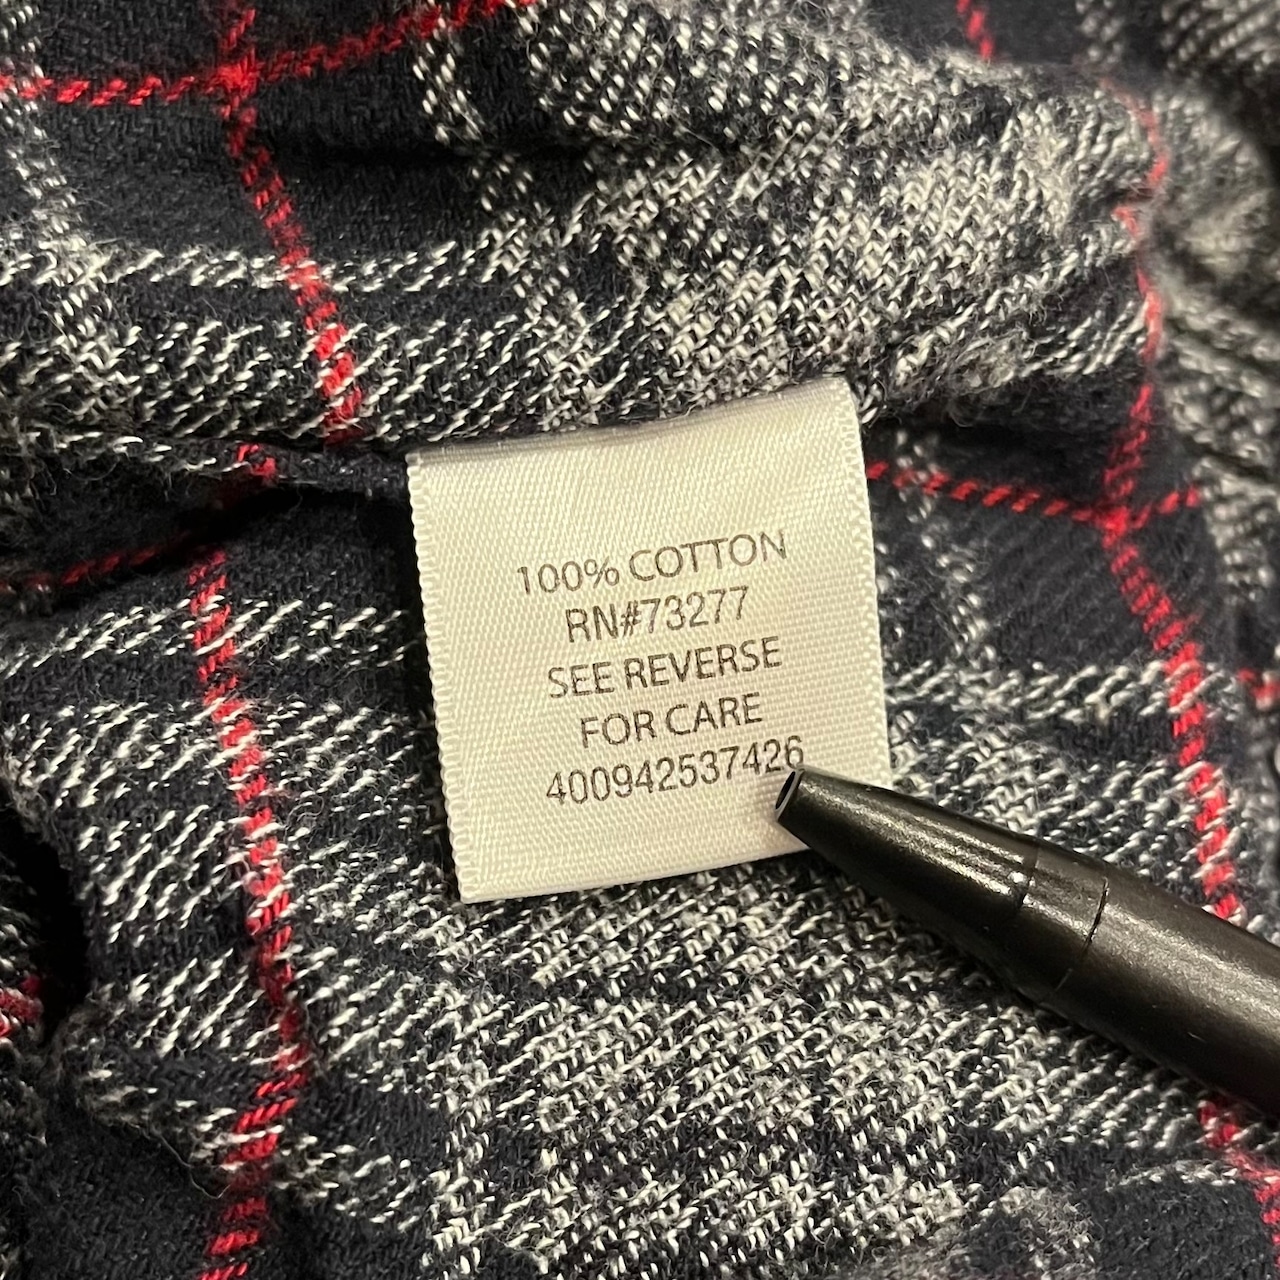 100% COTTON
RN#73277
SEE REVERSE
FOR CARE
400942537426